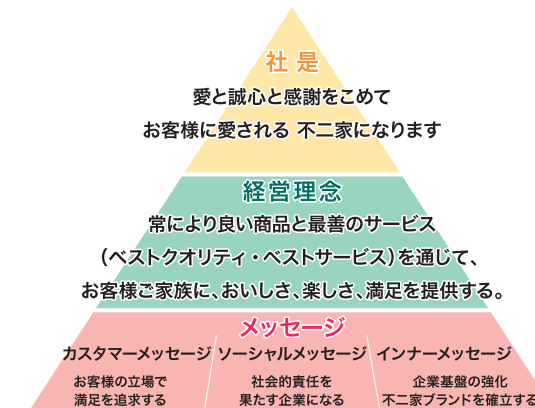 社是
愛と誠心と感謝をこめて
お客様に愛される 不二家になります
経営理念
常により良い商品と最善のサービス
（ベストクオリティ・ベストサービス）を通じて、
お客様ご家族に、おいしさ、楽しさ、満足を提供する。
メッセージ
カスタマーメッセージ
お客様の立場で
満足を追求する
ソーシャルメッセージ
社会的責任を
果たす企業になる
インナーメッセージ
企業基盤の強化
不二家ブランドを確立する